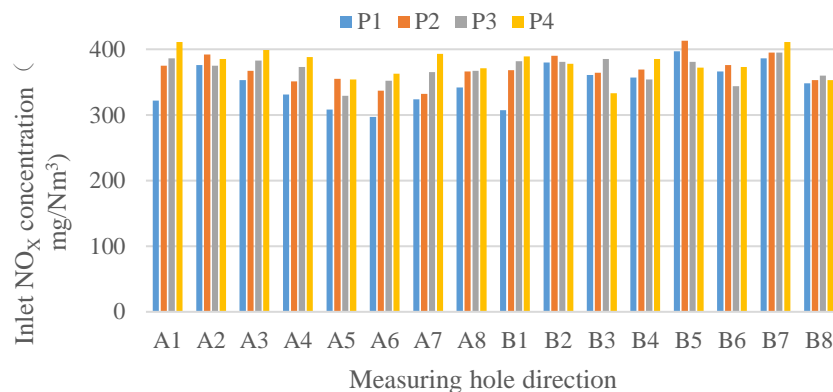 P1 P2 P3 P4
Inlet NOX concentration（
mg/Nm³)
400
300
200
100
0
A1 A2 A3 A4 A5 A6 A7 A8 B1 B2 B3 B4 B5 B6 B7 B8
Measuring hole direction